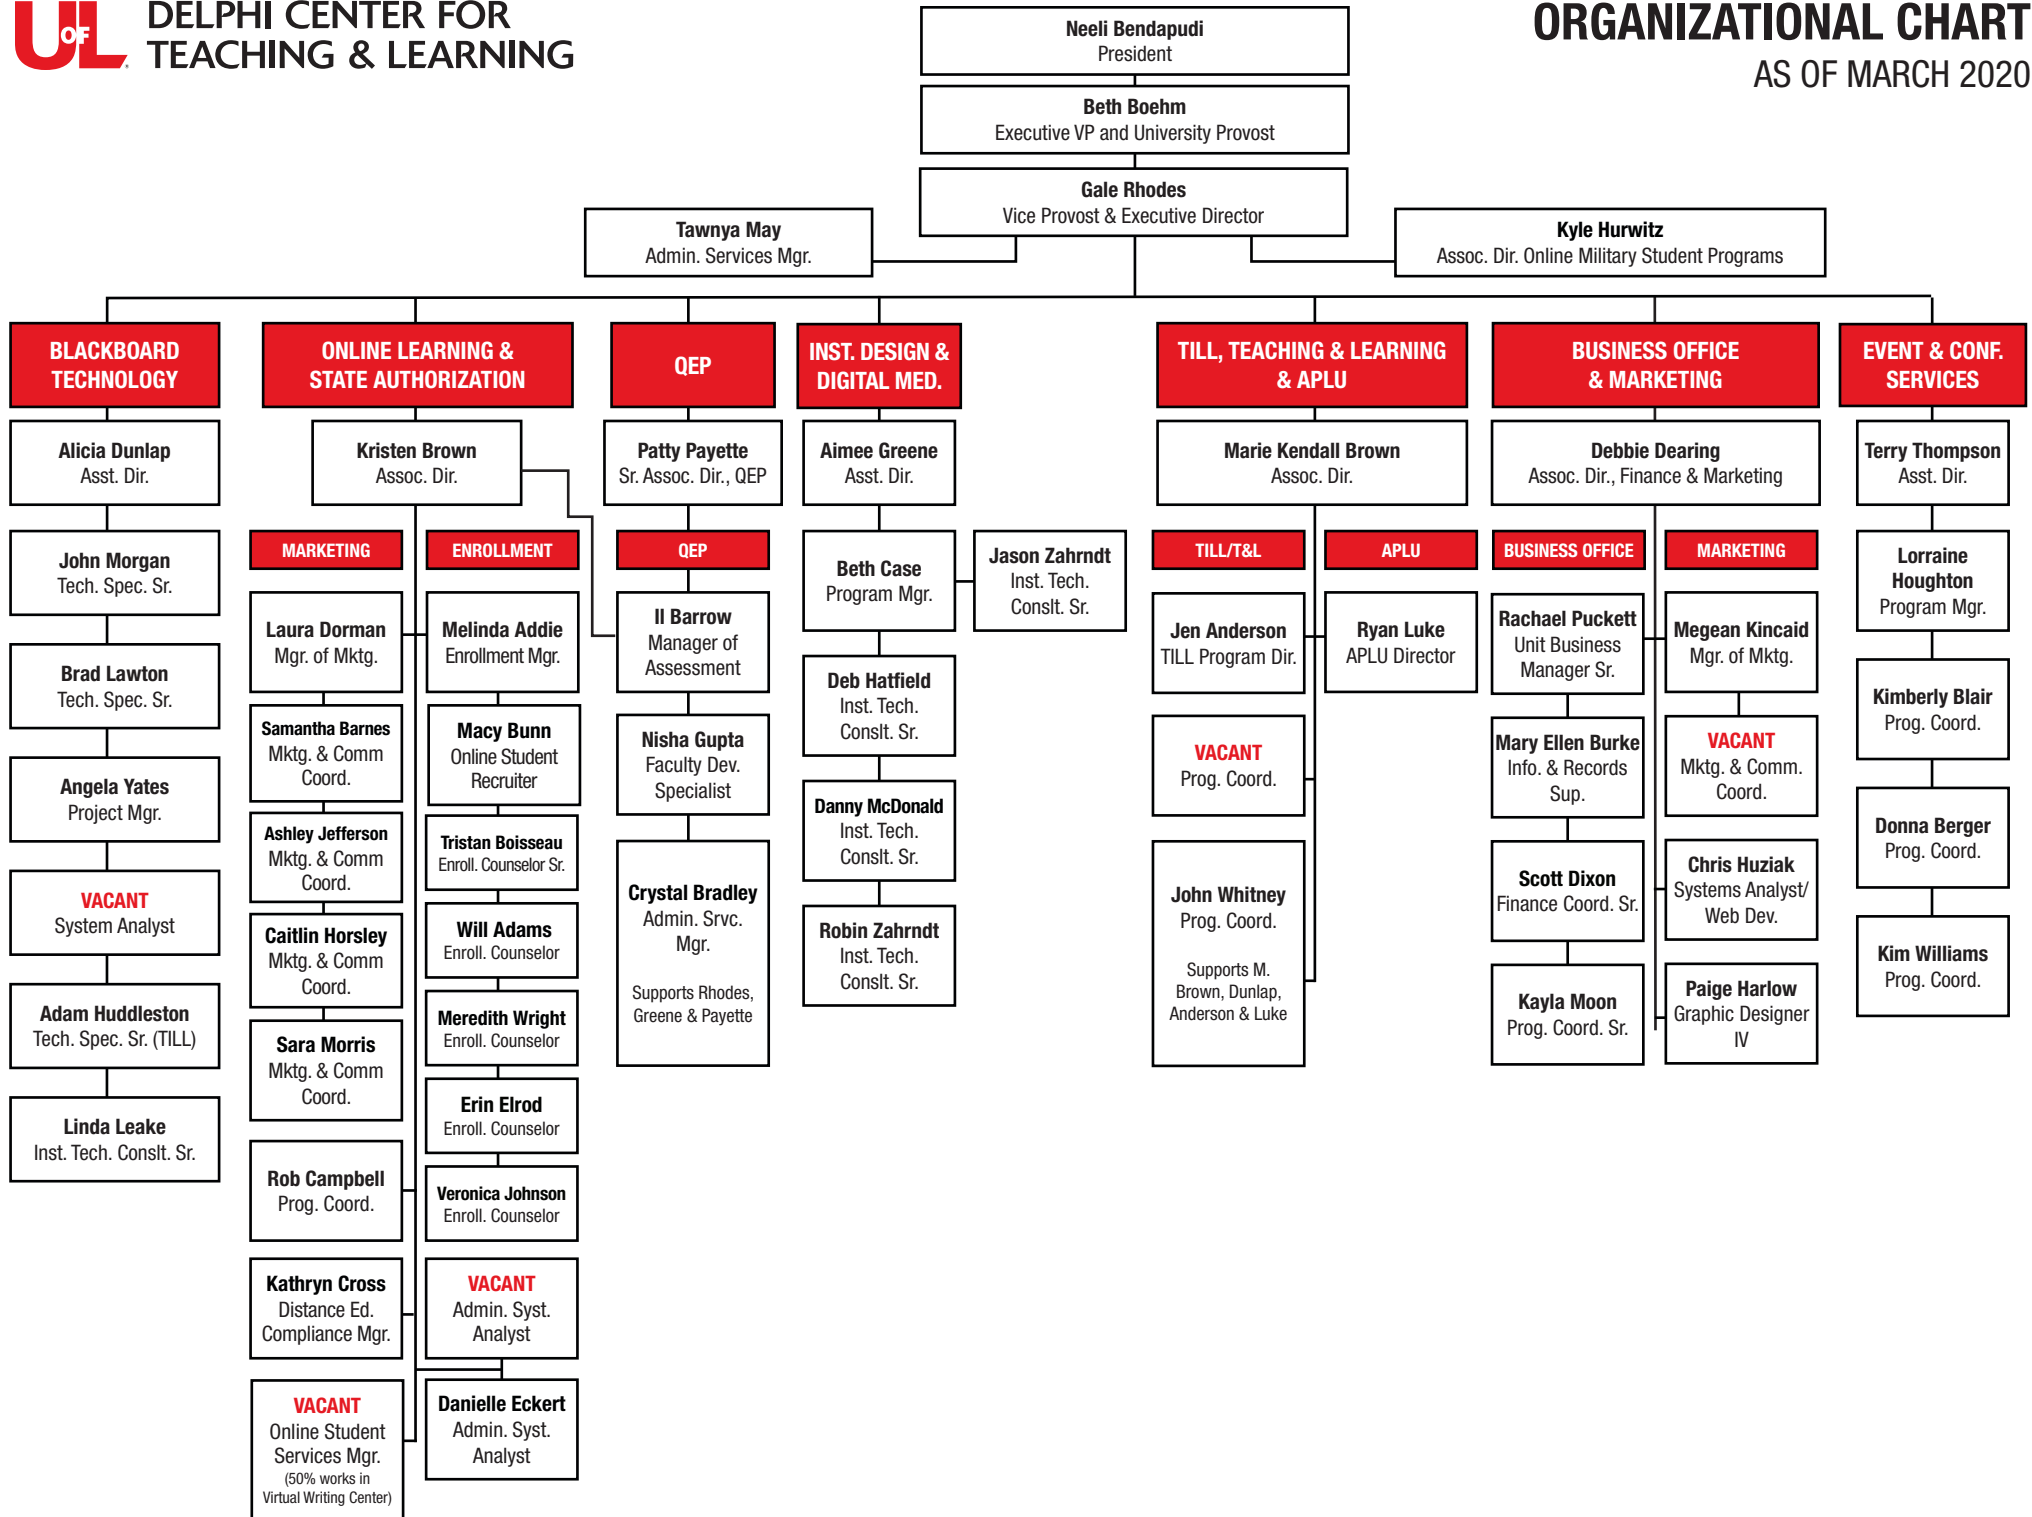 UOFL
DELPHI CENTER FOR
TEACHING & LEARNING
ORGANIZATIONAL CHART
AS OF MARCH 2020
Neeli Bendapudi
President
Beth Boehm
Executive VP and University Provost
Gale Rhodes
Vice Provost & Executive Director
Tawnya May
Admin. Services Mgr.
Kyle Hurwitz
Assoc. Dir. Online Military Student Programs
BLACKBOARD
TECHNOLOGY
Alicia Dunlap
Asst. Dir.
John Morgan
Tech. Spec. Sr.
Brad Lawton
Tech. Spec. Sr.
Angela Yates
Project Mgr.
VACANT
System Analyst
Adam Huddleston
Tech. Spec. Sr. (TILL)
Linda Leake
Inst. Tech. Conslt. Sr.
ONLINE LEARNING &
STATE AUTHORIZATION
Kristen Brown
Assoc. Dir.
MARKETING
Laura Dorman
Mgr. of Mktg.
Samantha Barnes
Mktg. & Comm
Coord.
Ashley Jefferson
Mktg. & Comm
Coord.
Caitlin Horsley
Mktg. & Comm
Coord.
Sara Morris
Mktg. & Comm
Coord.
Rob Campbell
Prog. Coord.
Kathryn Cross
Distance Ed.
Compliance Mgr.
VACANT
Online Student
Services Mgr.
(50% works in
Virtual Writing Center)
ENROLLMENT
Melinda Addie
Enrollment Mgr.
Macy Bunn
Online Student
Recruiter
Tristan Boisseau
Enroll. Counselor Sr.
Will Adams
Enroll. Counselor
Meredith Wright
Enroll. Counselor
Erin Elrod
Enroll. Counselor
Veronica Johnson
Enroll. Counselor
VACANT
Admin. Syst.
Analyst
Danielle Eckert
Admin. Syst.
Analyst
QEP
Patty Payette
Sr. Assoc. Dir., QEP
QEP
Il Barrow
Manager of
Assessment
Nisha Gupta
Faculty Dev.
Specialist
Crystal Bradley
Admin. Srvc.
Mgr.
Supports Rhodes,
Greene & Payette
INST. DESIGN &
DIGITAL MED.
Aimee Greene
Asst. Dir.
Beth Case
Program Mgr.
Jason Zahrndt
Inst. Tech.
Conslt. Sr.
Deb Hatfield
Inst. Tech.
Conslt. Sr.
Danny McDonald
Inst. Tech.
Conslt. Sr.
Robin Zahrndt
Inst. Tech.
Conslt. Sr.
TILL, TEACHING & LEARNING
& APLU
Marie Kendall Brown
Assoc. Dir.
TILL/T&L
Jen Anderson
TILL Program Dir.
VACANT
Prog. Coord.
John Whitney
Prog. Coord.
Supports M.
Brown, Dunlap,
Anderson & Luke
APLU
Ryan Luke
APLU Director
BUSINESS OFFICE
& MARKETING
Debbie Dearing
Assoc. Dir., Finance & Marketing
BUSINESS OFFICE
Rachael Puckett
Unit Business
Manager Sr.
Mary Ellen Burke
Info. & Records
Sup.
Scott Dixon
Finance Coord. Sr.
Kayla Moon
Prog. Coord. Sr.
MARKETING
Megean Kincaid
Mgr. of Mktg.
VACANT
Mktg. & Comm.
Coord.
Chris Huziak
Systems Analyst/
Web Dev.
Paige Harlow
Graphic Designer
IV
EVENT & CONF.
SERVICES
Terry Thompson
Asst. Dir.
Lorraine
Houghton
Program Mgr.
Kimberly Blair
Prog. Coord.
Donna Berger
Prog. Coord.
Kim Williams
Prog. Coord.